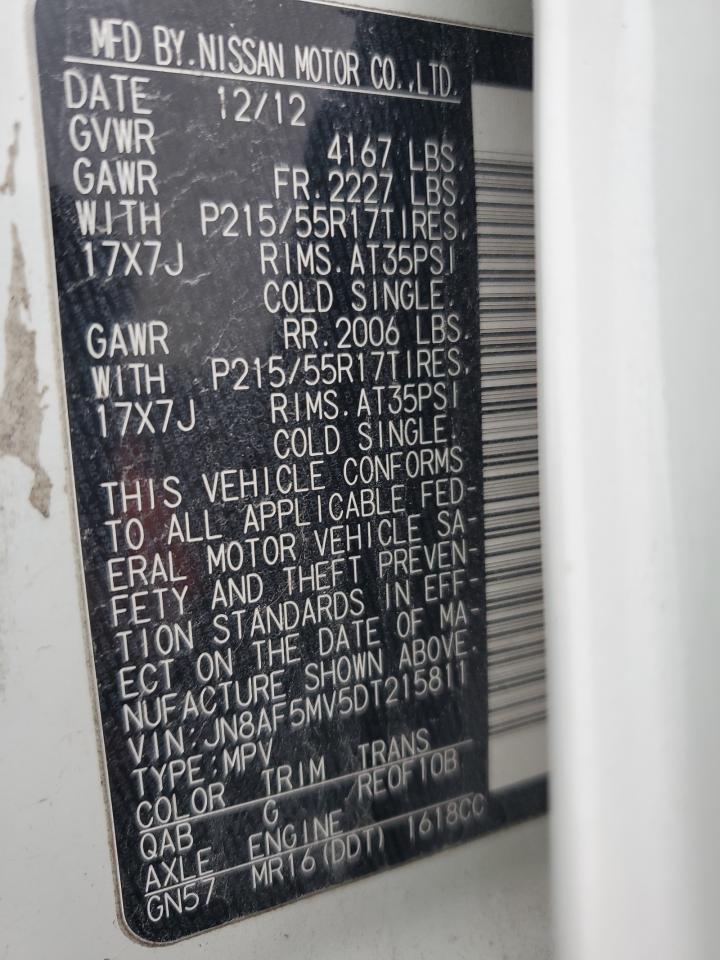 MFD BY.NISSAN MOTOR CO.,LTD.
DATE 12/12
GVWR 4167 LBS.
GAWR FR.2227 LBS.
WITH P215/55R17TIRES.
17X7J RIMS.AT35PSI
COLD SINGLE.
GAWR RR.2006 LBS.
WITH P215/55R17TIRES.
17X7J RIMS.AT35PSI
COLD SINGLE.
THIS VEHICLE CONFORMS
TO ALL APPLICABLE FED-
ERAL MOTOR VEHICLE SA-
FETY AND THEFT PREVEN-
TION STANDARDS IN EFF-
ECT ON THE DATE OF MA-
NUFACTURE SHOWN ABOVE.
VIN:JN8AF5MV5DT215811
TYPE:MPV
COLOR TRIM TRANS
QAB G /RE0F10B
AXLE ENGINE
GN57 MR16(DDT) 1618CC